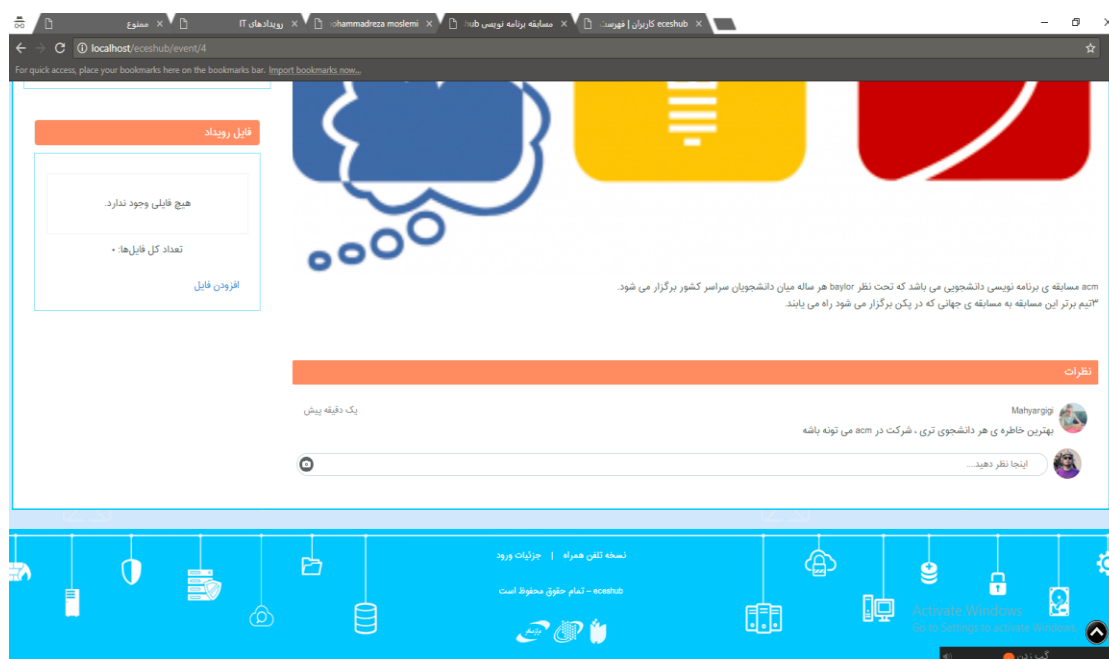 ممنوع
رویدادهای IT
ohammadreza moslemi
مسابقه برنامه نویسی hub
eceshub کاربران | فهرست
localhost/eceshub/event/4
For quick access, place your bookmarks here on the bookmarks bar. Import bookmarks now...
فایل رویداد
هیچ فایلی وجود ندارد.
تعداد کل فایل‌ها: ۰
افزودن فایل
acm مسابقه ی برنامه نویسی دانشجویی می باشد که تحت نظر baylor هر ساله میان دانشجویان سراسر کشور برگزار می شود.
۳تیم برتر این مسابقه به مسابقه ی جهانی که در پکن برگزار می شود راه می یابند.
نظرات
Mahyargigi
یک دقیقه پیش
بهترین خاطره ی هر دانشجوی تری ، شرکت در acm می تونه باشه
اینجا نظر دهید...
نسخه تلفن همراه | جزئیات ورود
eceshub – تمام حقوق محفوظ است
Activate Windows
Go to Settings to activate Windows.
گپ زدن